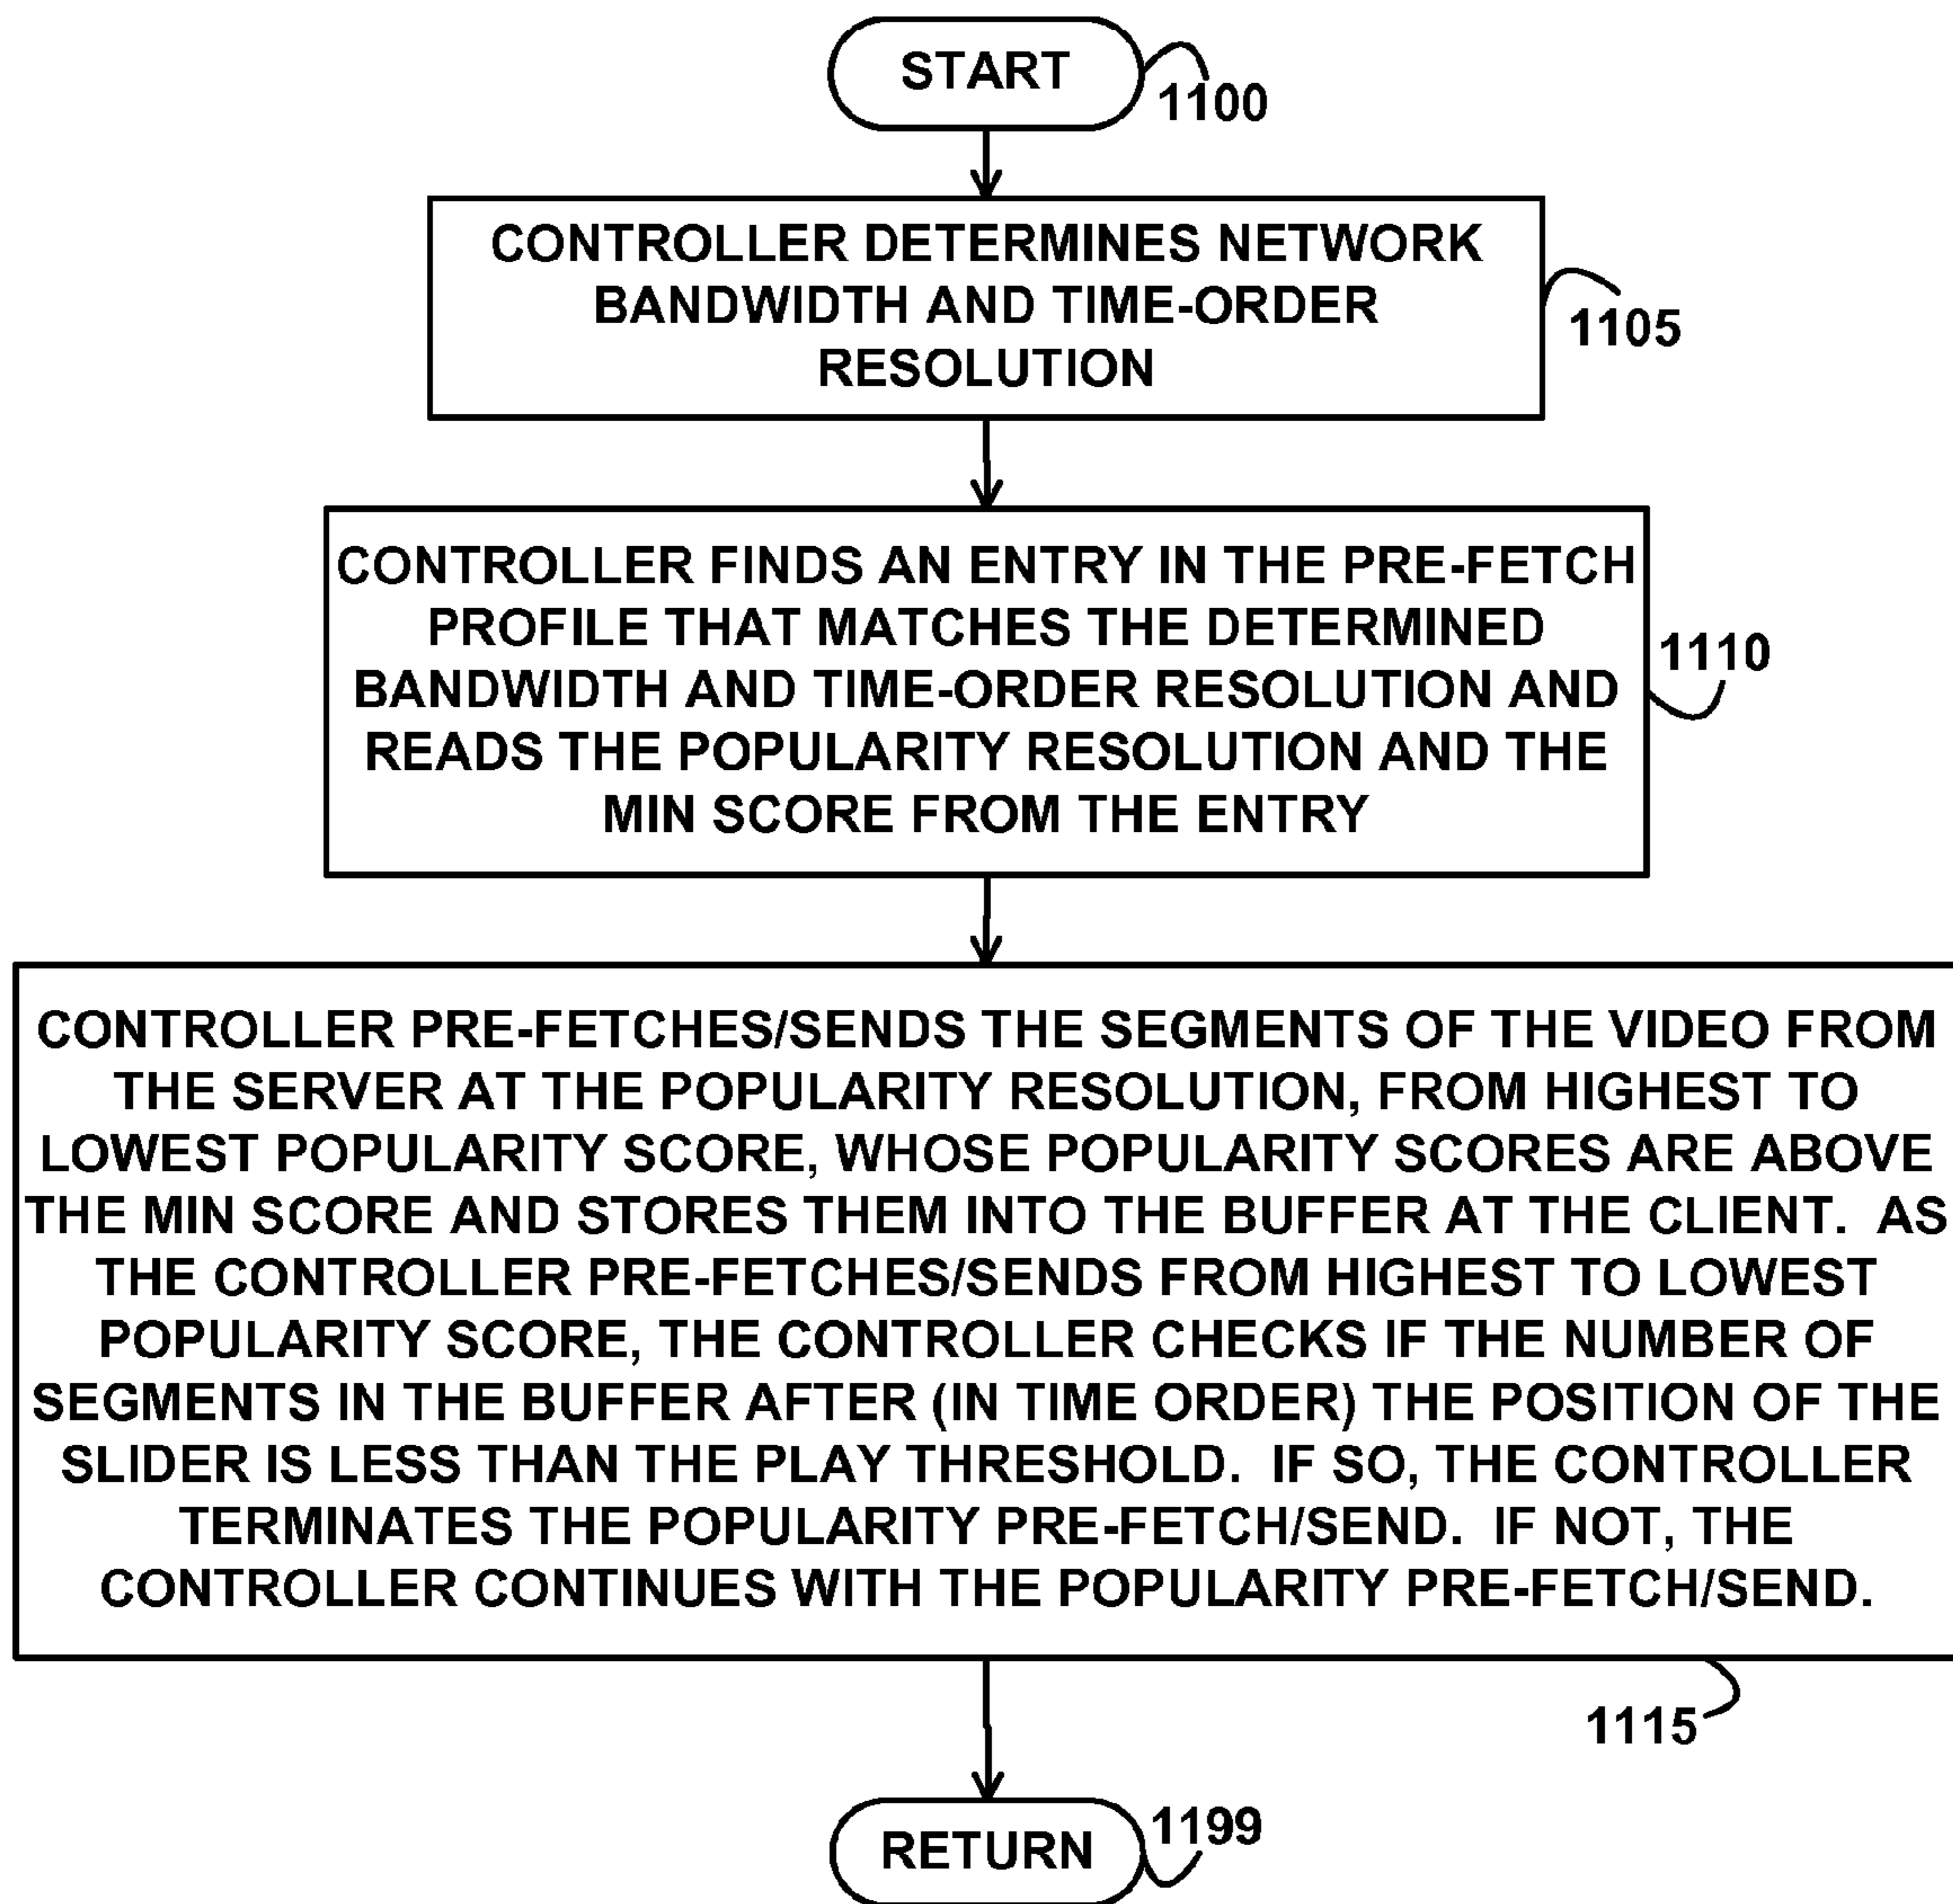 START
1100
CONTROLLER DETERMINES NETWORK
BANDWIDTH AND TIME-ORDER
RESOLUTION
1105
CONTROLLER FINDS AN ENTRY IN THE PRE-FETCH
PROFILE THAT MATCHES THE DETERMINED
BANDWIDTH AND TIME-ORDER RESOLUTION AND
READS THE POPULARITY RESOLUTION AND THE
MIN SCORE FROM THE ENTRY
1110
CONTROLLER PRE-FETCHES/SENDS THE SEGMENTS OF THE VIDEO FROM
THE SERVER AT THE POPULARITY RESOLUTION, FROM HIGHEST TO
LOWEST POPULARITY SCORE, WHOSE POPULARITY SCORES ARE ABOVE
THE MIN SCORE AND STORES THEM INTO THE BUFFER AT THE CLIENT.  AS
THE CONTROLLER PRE-FETCHES/SENDS FROM HIGHEST TO LOWEST
POPULARITY SCORE, THE CONTROLLER CHECKS IF THE NUMBER OF
SEGMENTS IN THE BUFFER AFTER (IN TIME ORDER) THE POSITION OF THE
SLIDER IS LESS THAN THE PLAY THRESHOLD.  IF SO, THE CONTROLLER
TERMINATES THE POPULARITY PRE-FETCH/SEND.  IF NOT, THE
CONTROLLER CONTINUES WITH THE POPULARITY PRE-FETCH/SEND.
1115
RETURN
1199